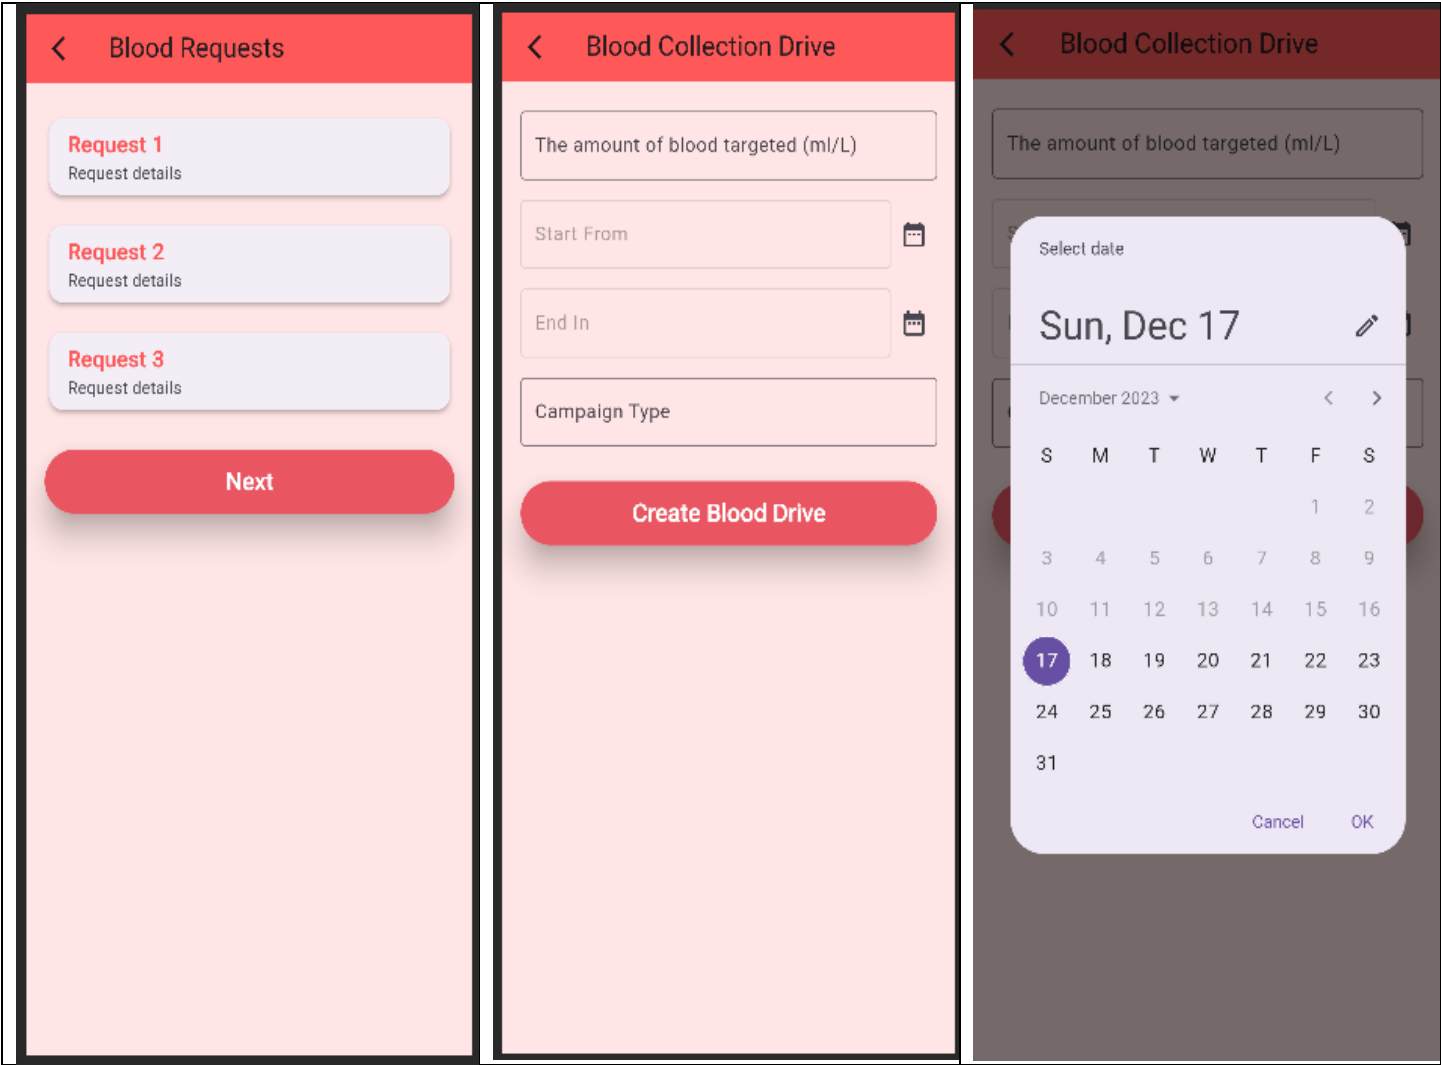 Blood Requests
Request 1
Request details
Request 2
Request details
Request 3
Request details
Next
Blood Collection Drive
The amount of blood targeted (ml/L)
Start From
End In
Campaign Type
Create Blood Drive
Blood Collection Drive
The amount of blood targeted (ml/L)
Select date
Sun, Dec 17
December 2023
S M T W T F S
1 2
3 4 5 6 7 8 9
10 11 12 13 14 15 16
17 18 19 20 21 22 23
24 25 26 27 28 29 30
31
Cancel OK